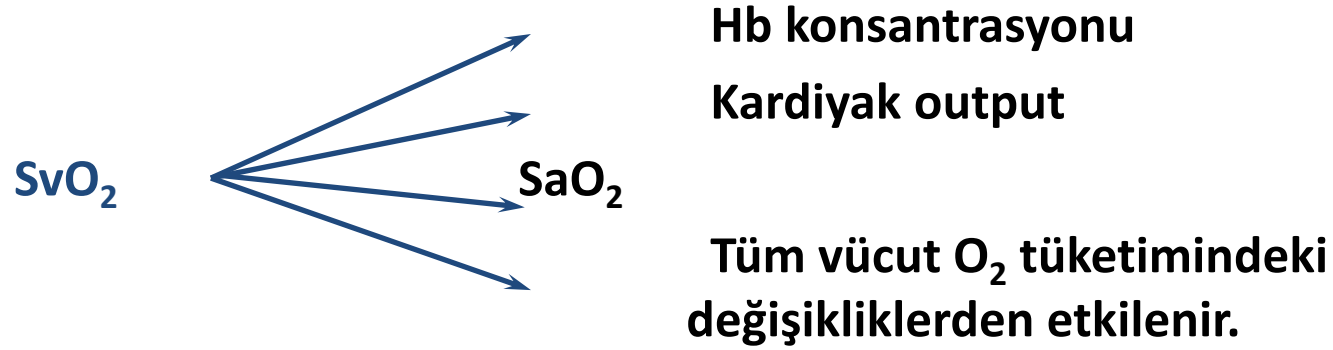 Hb konsantrasyonu
Kardiyak output
SvO₂
SaO₂
Tüm vücut O₂ tüketimindeki
değişikliklerden etkilenir.